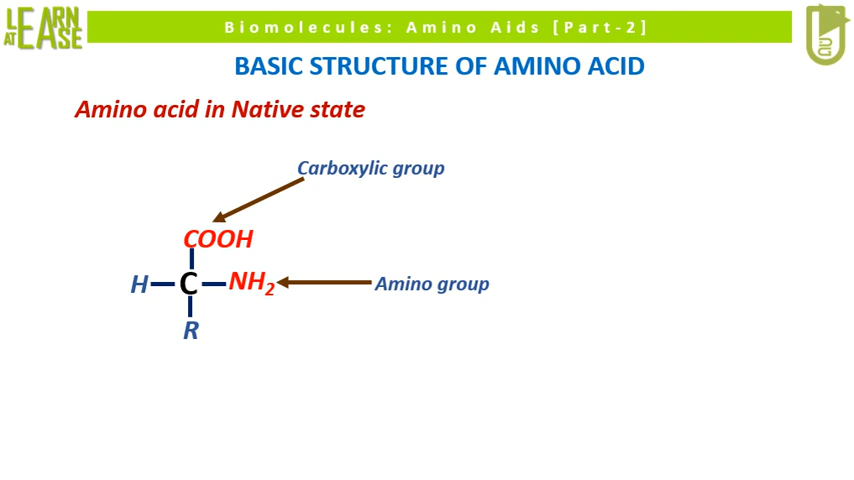 LEARN
AT EASE
Biomolecules: Amino Aids [Part-2]
BASIC STRUCTURE OF AMINO ACID
Amino acid in Native state
Carboxylic group
COOH
H C NH2
Amino group
R